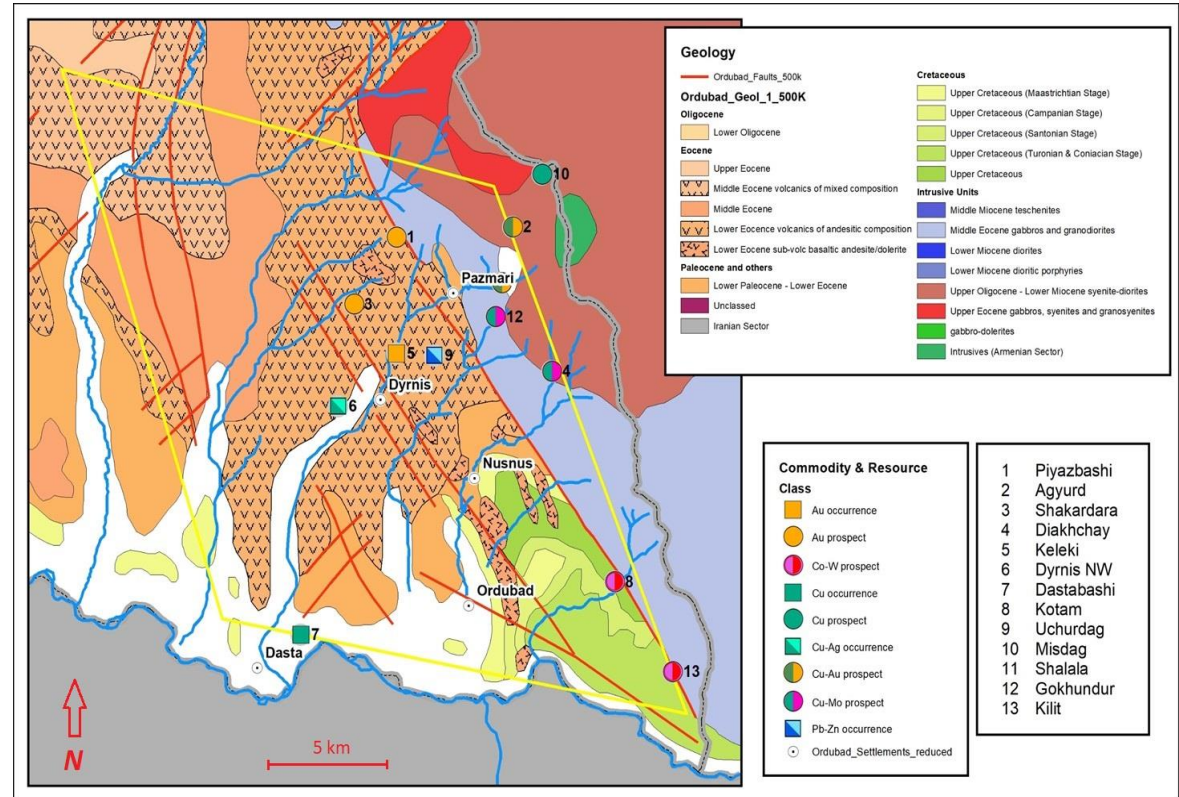 Geology
Ordubad_Faults_500k
Ordubad_Geol_1_500K
Oligocene
Lower Oligocene
Eocene
Upper Eocene
Middle Eocene volcanics of mixed composition
Middle Eocene
Lower Eocence volcanics of andesitic composition
Lower Eocene sub-volc basaltic andesite/dolerite
Paleocene and others
Lower Paleocene - Lower Eocene
Unclassed
Iranian Sector
Cretaceous
Upper Cretaceous (Maastrichtian Stage)
Upper Cretaceous (Campanian Stage)
Upper Cretaceous (Santonian Stage)
Upper Cretaceous (Turonian & Coniacian Stage)
Upper Cretaceous
Intrusive Units
Middle Miocene teschenites
Middle Eocene gabbros and granodiorites
Lower Miocene diorites
Lower Miocene dioritic porphyries
Upper Oligocene - Lower Miocene syenite-diorites
Upper Eocene gabbros, syenites and granosyenites
gabbro-dolerites
Intrusives (Armenian Sector)
10
2
1
Pazmari
3
12
5
9
4
Dyrnis
6
Nusnus
8
Ordubad
7
Dasta
13
N
5 km
Commodity & Resource
Class
Au occurrence
Au prospect
Co-W prospect
Cu occurrence
Cu prospect
Cu-Ag occurrence
Cu-Au prospect
Cu-Mo prospect
Pb-Zn occurrence
Ordubad_Settlements_reduced
1 Piyazbashi
2 Agyurd
3 Shakardara
4 Diakhchay
5 Keleki
6 Dyrnis NW
7 Dastabashi
8 Kotam
9 Uchurdag
10 Misdag
11 Shalala
12 Gokhundur
13 Kilit